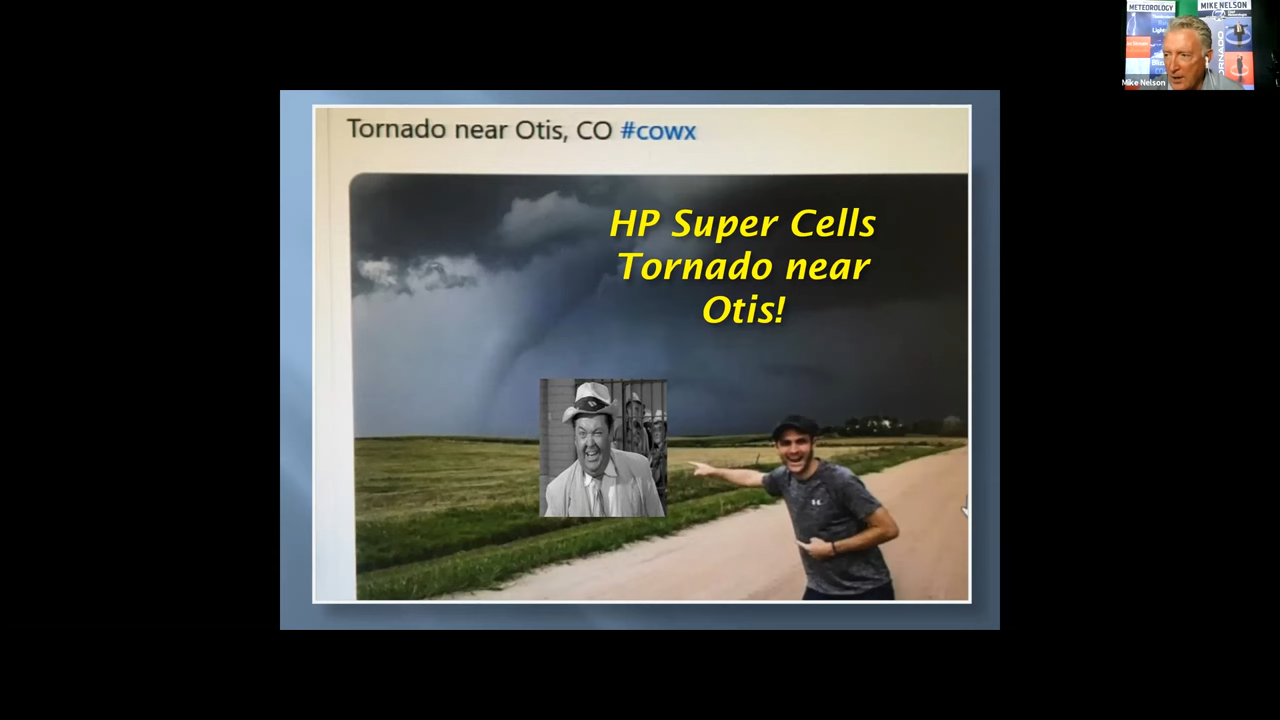 Tornado near Otis, CO #cowx
HP Super Cells
Tornado near
Otis!
METEOROLOGY
MIKE NELSON
Mike Nelson